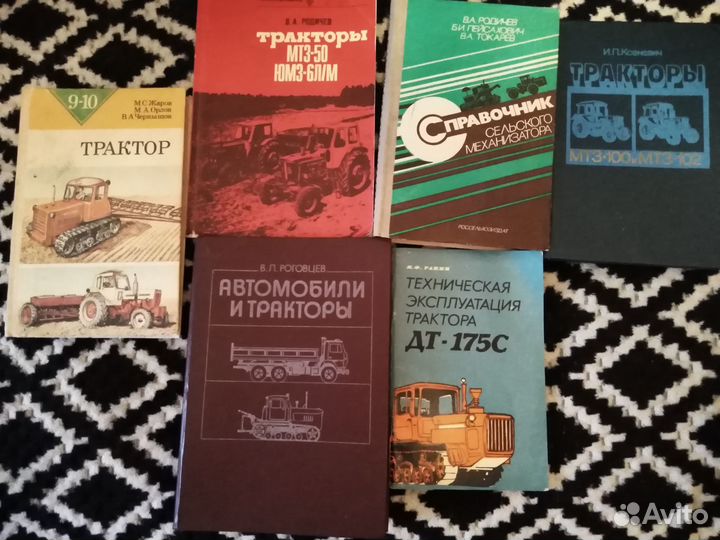 9-10
М.С.Жаров
М.А.Орлов
В.А.Чернышов
ТРАКТОР
В.А. РОДИЧЕВ
тракторы
МТЗ-50
ЮМЗ-6Л/М
В.А. РОДИЧЕВ
Б.И. ПЕЙСАХОВИЧ
В.А. ТОКАРЕВ
СПРАВОЧНИК
СЕЛЬСКОГО
МЕХАНИЗАТОРА
РОССЕЛЬХОЗИЗДАТ
И.П.Ксеневич
ТРАКТОРЫ
МТЗ-100 и МТЗ-102
В.Л. РОГОВЦЕВ
АВТОМОБИЛИ
И ТРАКТОРЫ
ТЕХНИЧЕСКАЯ
ЭКСПЛУАТАЦИЯ
ТРАКТОРА
ДТ-175С
Avito